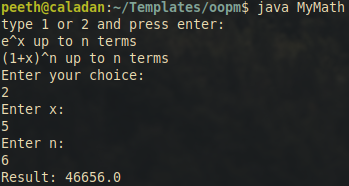 peeth@caladan:~/Templates/oopm$ java MyMath
type 1 or 2 and press enter:
e^x up to n terms
(1+x)^n up to n terms
Enter your choice:
2
Enter x:
5
Enter n:
6
Result: 46656.0